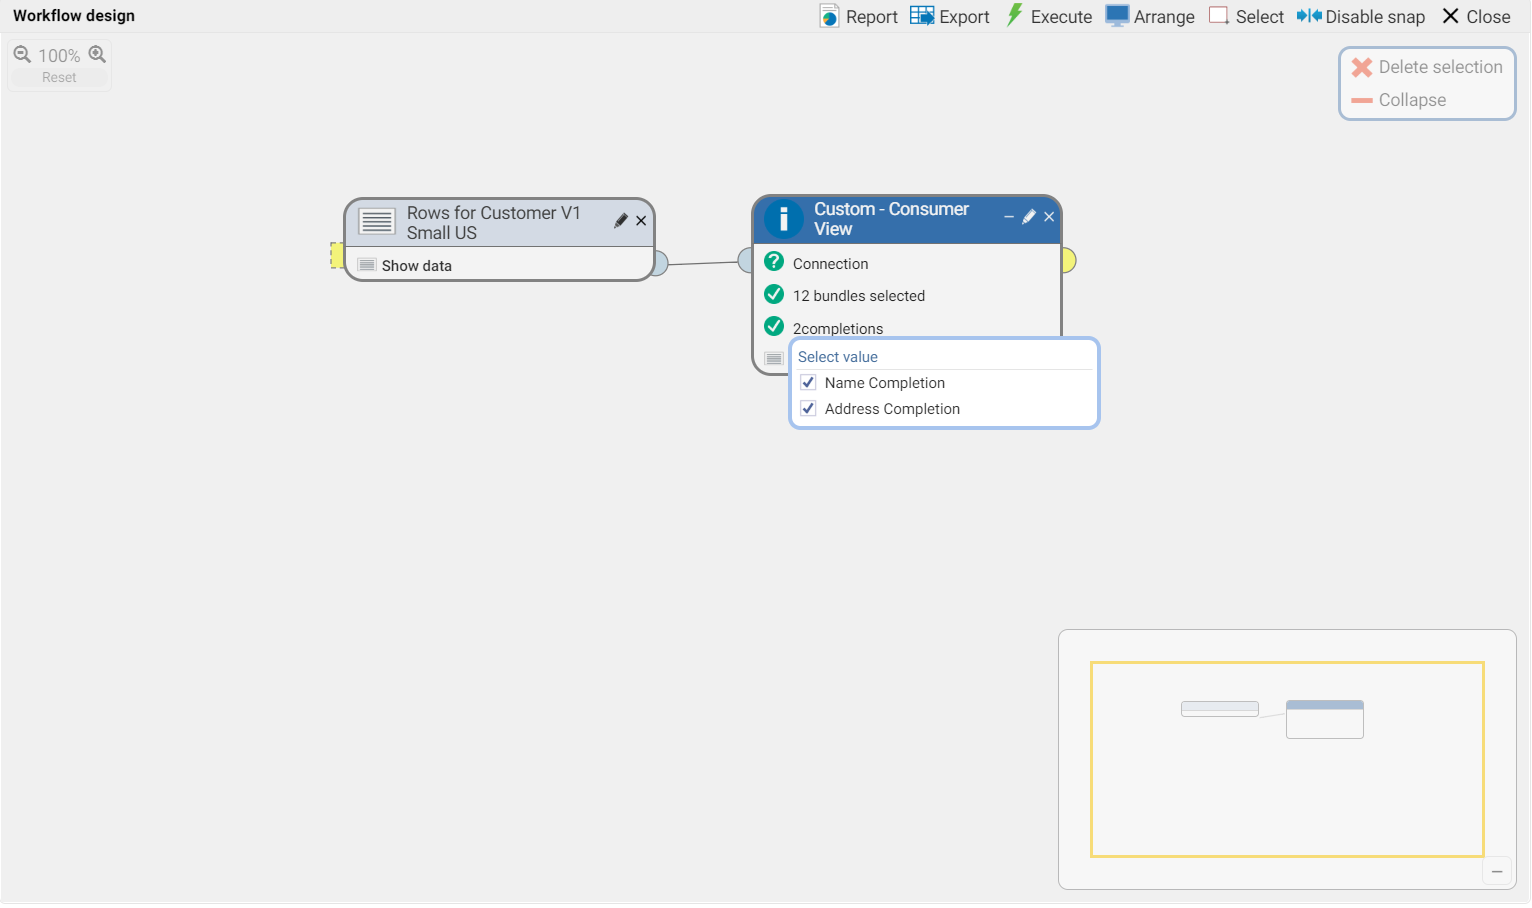 Workflow design
Report Export Execute Arrange Select Disable snap Close
100%
Reset
Delete selection
Collapse
Rows for Customer V1
Small US
Show data
Custom - Consumer
View
Connection
12 bundles selected
2completions
Select value
Name Completion
Address Completion